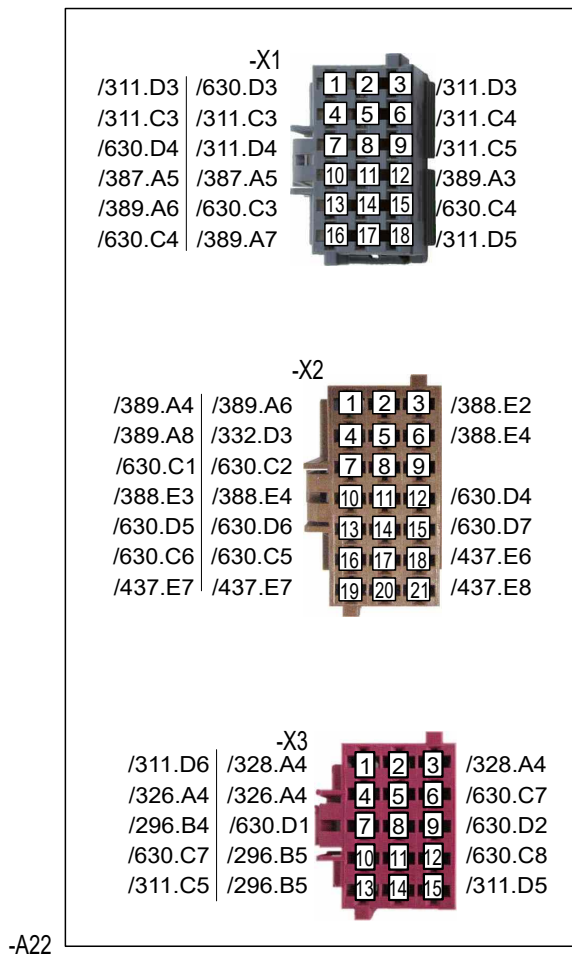 -X1
/311.D3 /630.D3 1 2 3 /311.D3
/311.C3 /311.C3 4 5 6 /311.C4
/630.D4 /311.D4 7 8 9 /311.C5
/387.A5 /387.A5 10 11 12 /389.A3
/389.A6 /630.C3 13 14 15 /630.C4
/630.C4 /389.A7 16 17 18 /311.D5
-X2
/389.A4 /389.A6 1 2 3 /388.E2
/389.A8 /332.D3 4 5 6 /388.E4
/630.C1 /630.C2 7 8 9
/388.E3 /388.E4 10 11 12 /630.D4
/630.D5 /630.D6 13 14 15 /630.D7
/630.C6 /630.C5 16 17 18 /437.E6
/437.E7 /437.E7 19 20 21 /437.E8
-X3
/311.D6 /328.A4 1 2 3 /328.A4
/326.A4 /326.A4 4 5 6 /630.C7
/296.B4 /630.D1 7 8 9 /630.D2
/630.C7 /296.B5 10 11 12 /630.C8
/311.C5 /296.B5 13 14 15 /311.D5
-A22